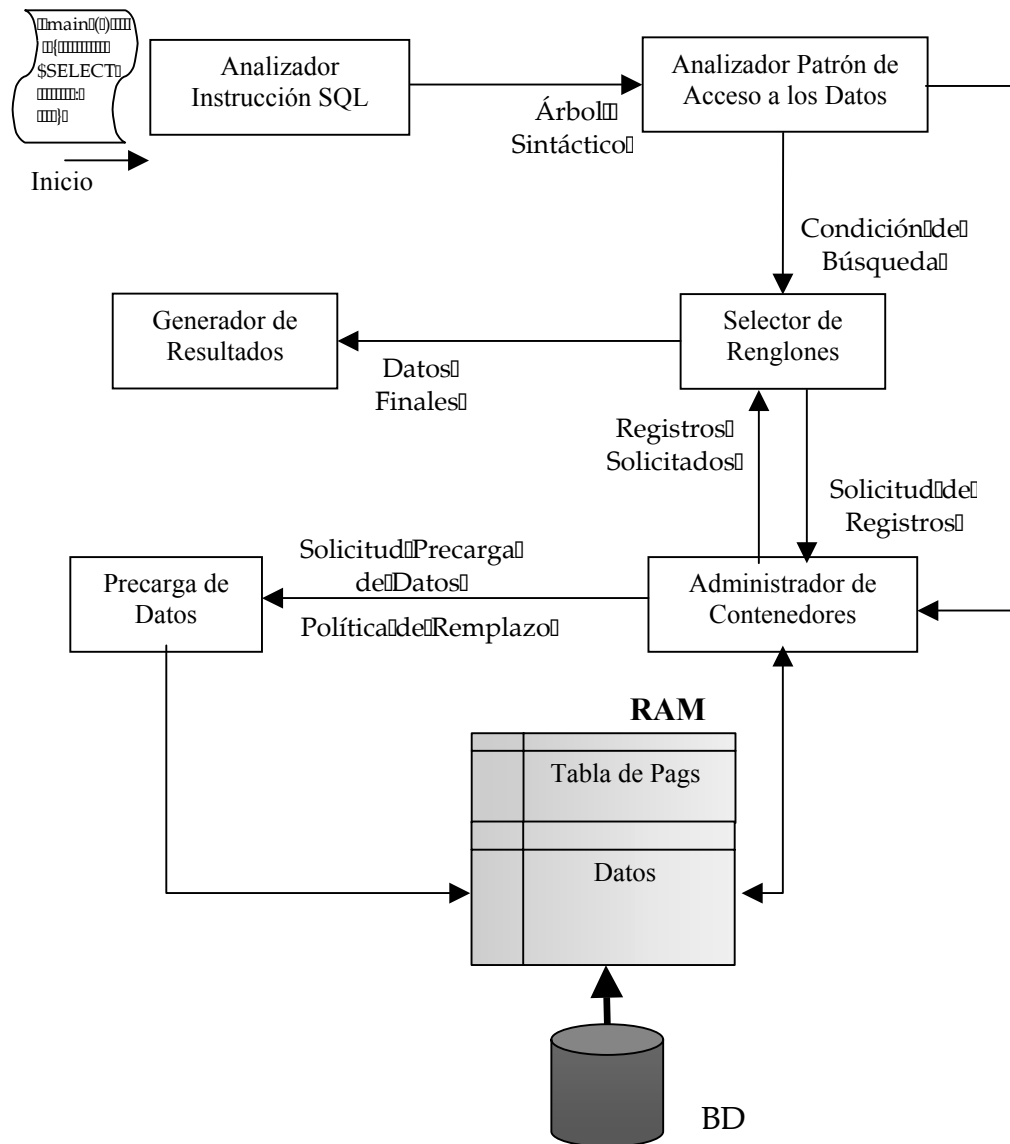 main()
{
$SELECT
:
}
Inicio
Analizador
Instrucción SQL
Árbol
Sintáctico
Analizador Patrón de
Acceso a los Datos
Condición de
Búsqueda
Generador de
Resultados
Datos
Finales
Selector de
Renglones
Registros
Solicitados
Solicitud de
Registros
Precarga de
Datos
Solicitud Precarga
de Datos
Política de Remplazo
Administrador de
Contenedores
RAM
Tabla de Pags
Datos
BD